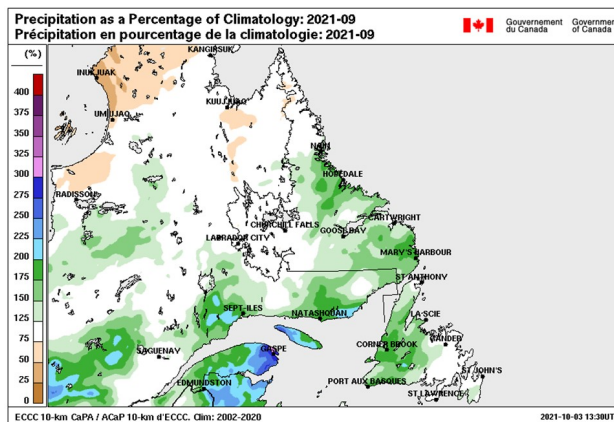 Precipitation as a Percentage of Climatology: 2021-09
Précipitation en pourcentage de la climatologie: 2021-09
Gouvernement du Canada
Government of Canada
(%)
400
375
350
325
300
275
250
225
200
175
150
125
75
50
25
0
KANGIRSUK
INUKJUAK
KUUJJUAQ
UMIUJAQ
NAIN
HOPEDALE
RADISSON
CARTWRIGHT
CHURCHILL FALLS
GOOSE BAY
LABRADOR CITY
MARY'S HARBOUR
ST ANTHONY
SEPT-ILES
NATASHQUAN
LA SCIE
GANDER
CORNER BROOK
SAGUENAY
GASPE
ST JOHN'S
EDMUNDSTON
PORT AUX BASQUES
ST LAWRENCE
ECCC 10-km CaPA / ACaP 10-km d'ECCC. Clim: 2002-2020
2021-10-03 13:30UT